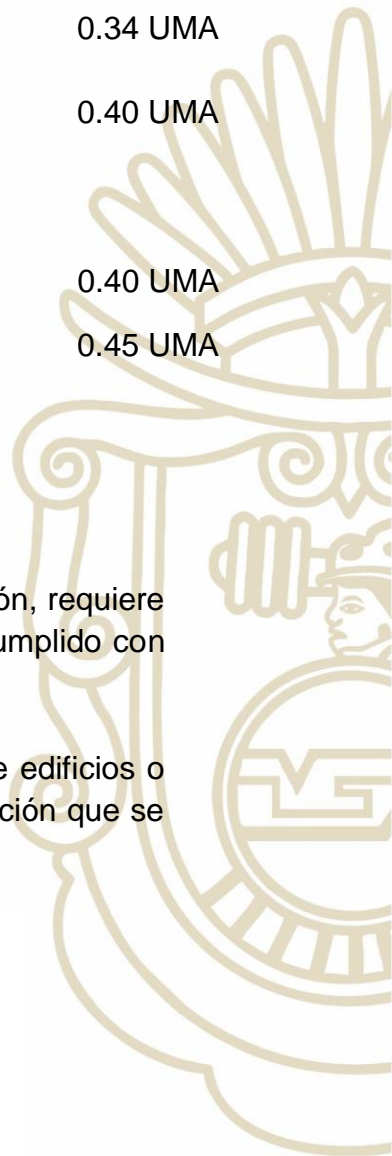 0.34 UMA
0.40 UMA
0.40 UMA
0.45 UMA
ón, requiere
umplido con
e edificios o
ción que se